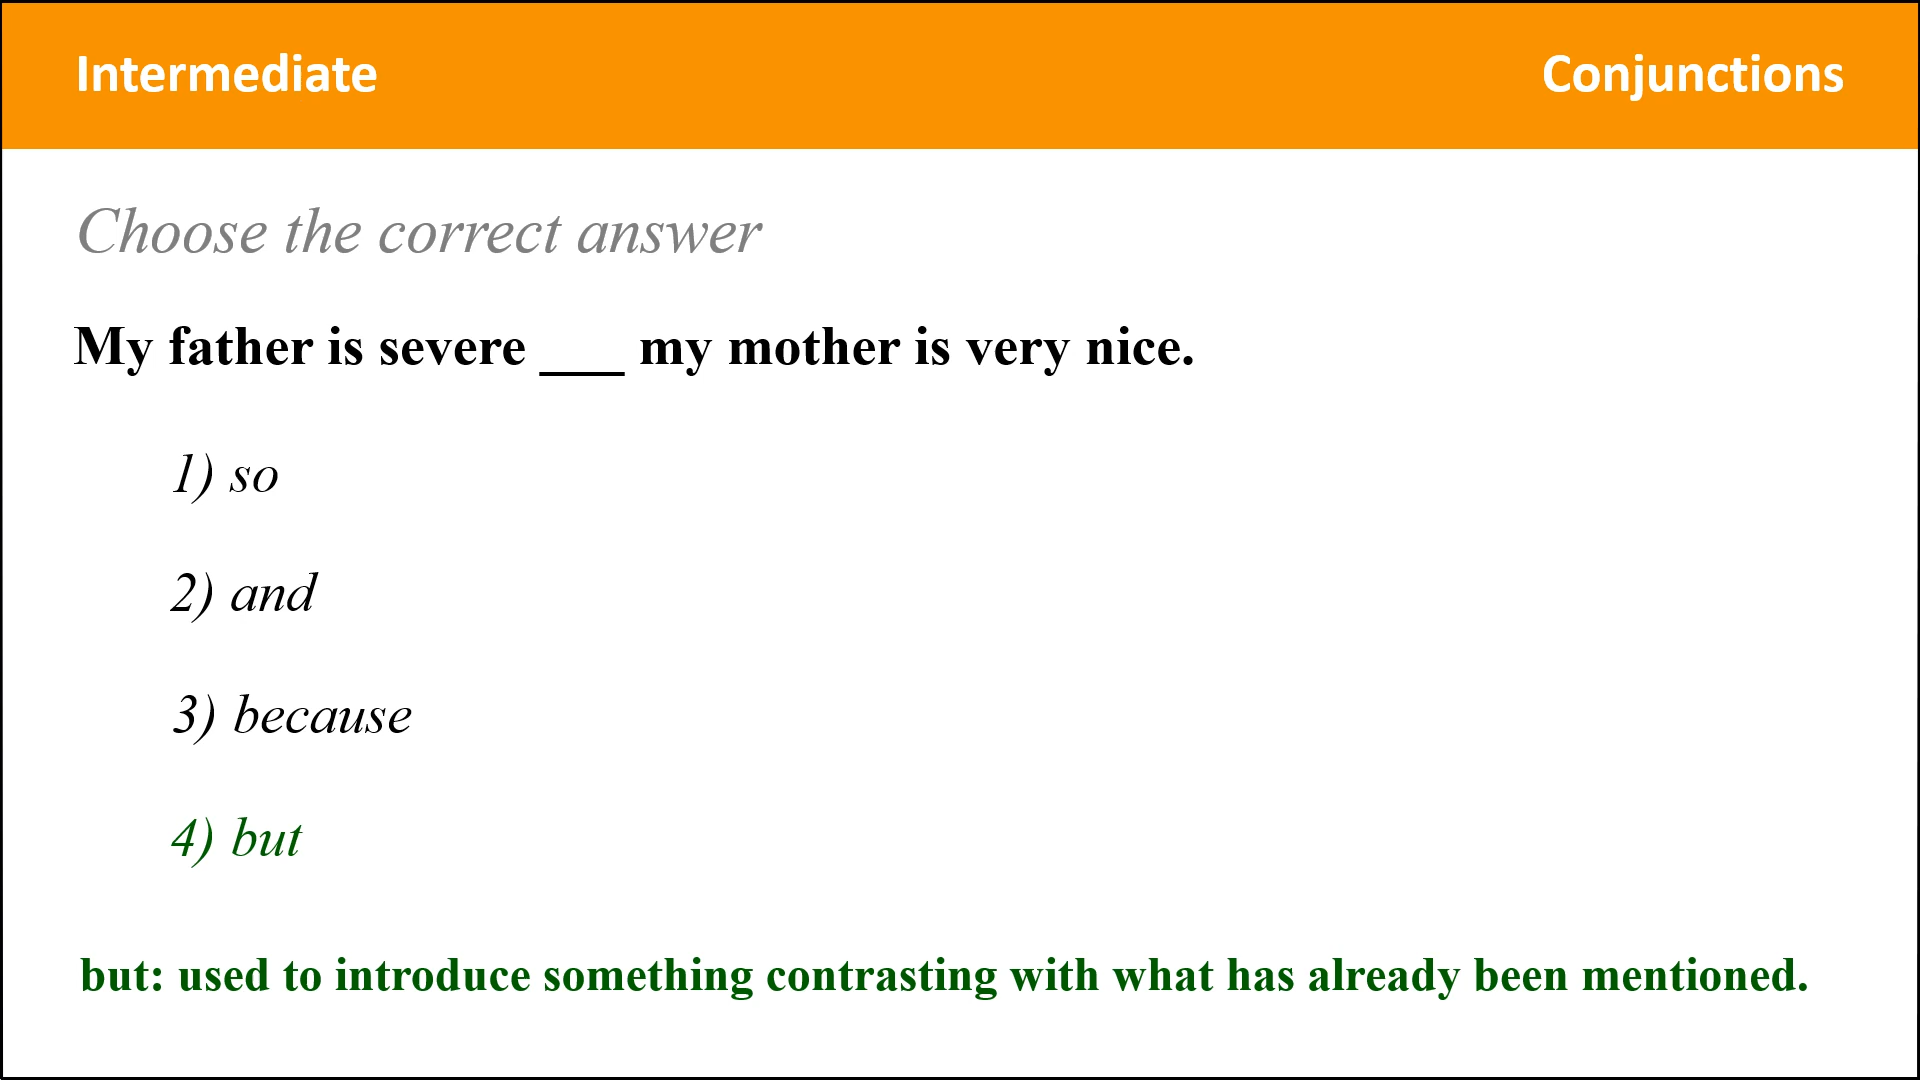 Intermediate
Conjunctions
Choose the correct answer
My father is severe ___ my mother is very nice.
1) so
2) and
3) because
4) but
but: used to introduce something contrasting with what has already been mentioned.